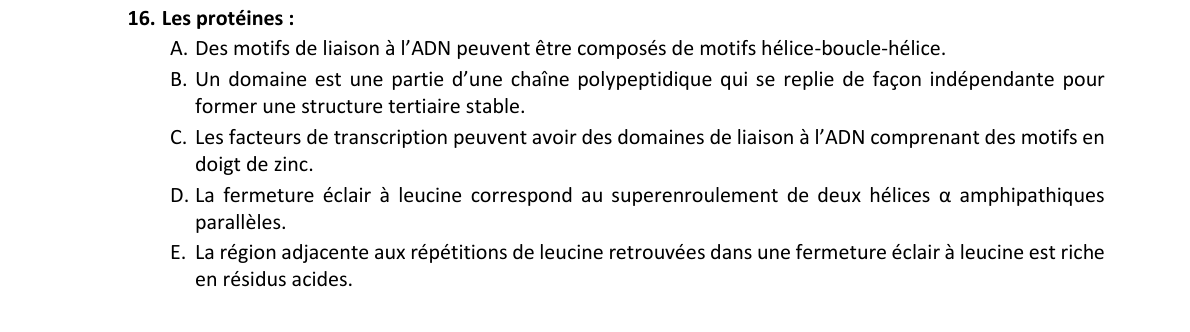 16. Les protéines :
A. Des motifs de liaison à l’ADN peuvent être composés de motifs hélice-boucle-hélice.
B. Un domaine est une partie d’une chaîne polypeptidique qui se replie de façon indépendante pour
former une structure tertiaire stable.
C. Les facteurs de transcription peuvent avoir des domaines de liaison à l’ADN comprenant des motifs en
doigt de zinc.
D. La fermeture éclair à leucine correspond au superenroulement de deux hélices α amphipathiques
parallèles.
E. La région adjacente aux répétitions de leucine retrouvées dans une fermeture éclair à leucine est riche
en résidus acides.